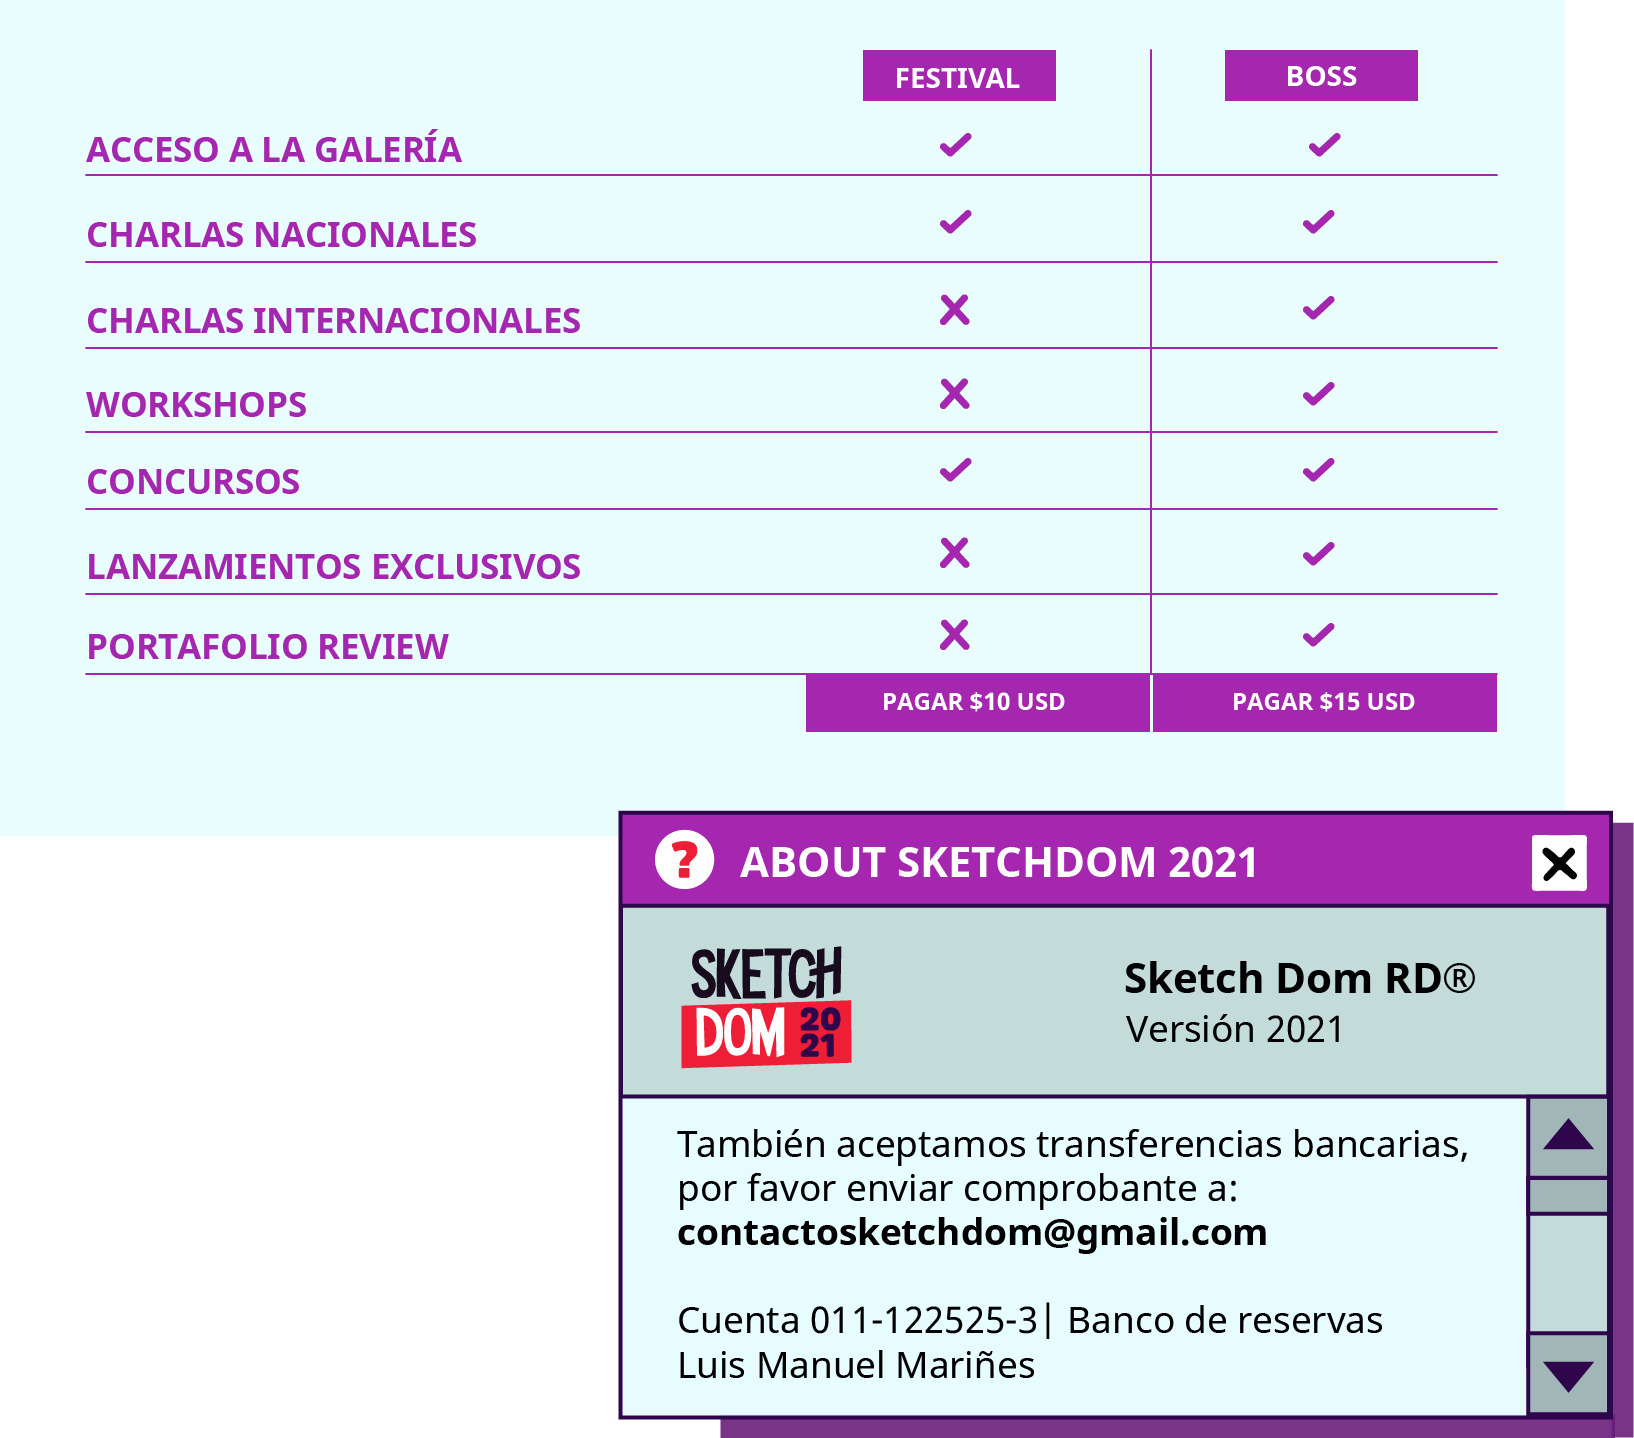 FESTIVAL BOSS
ACCESO A LA GALERÍA
CHARLAS NACIONALES
CHARLAS INTERNACIONALES
WORKSHOPS
CONCURSOS
LANZAMIENTOS EXCLUSIVOS
PORTAFOLIO REVIEW
PAGAR $10 USD PAGAR $15 USD
? ABOUT SKETCHDOM 2021
SKETCH
DOM 20
21
Sketch Dom RD®
Versión 2021
También aceptamos transferencias bancarias,
por favor enviar comprobante a:
contactosketchdom@gmail.com
Cuenta 011-122525-3| Banco de reservas
Luis Manuel Mariñes